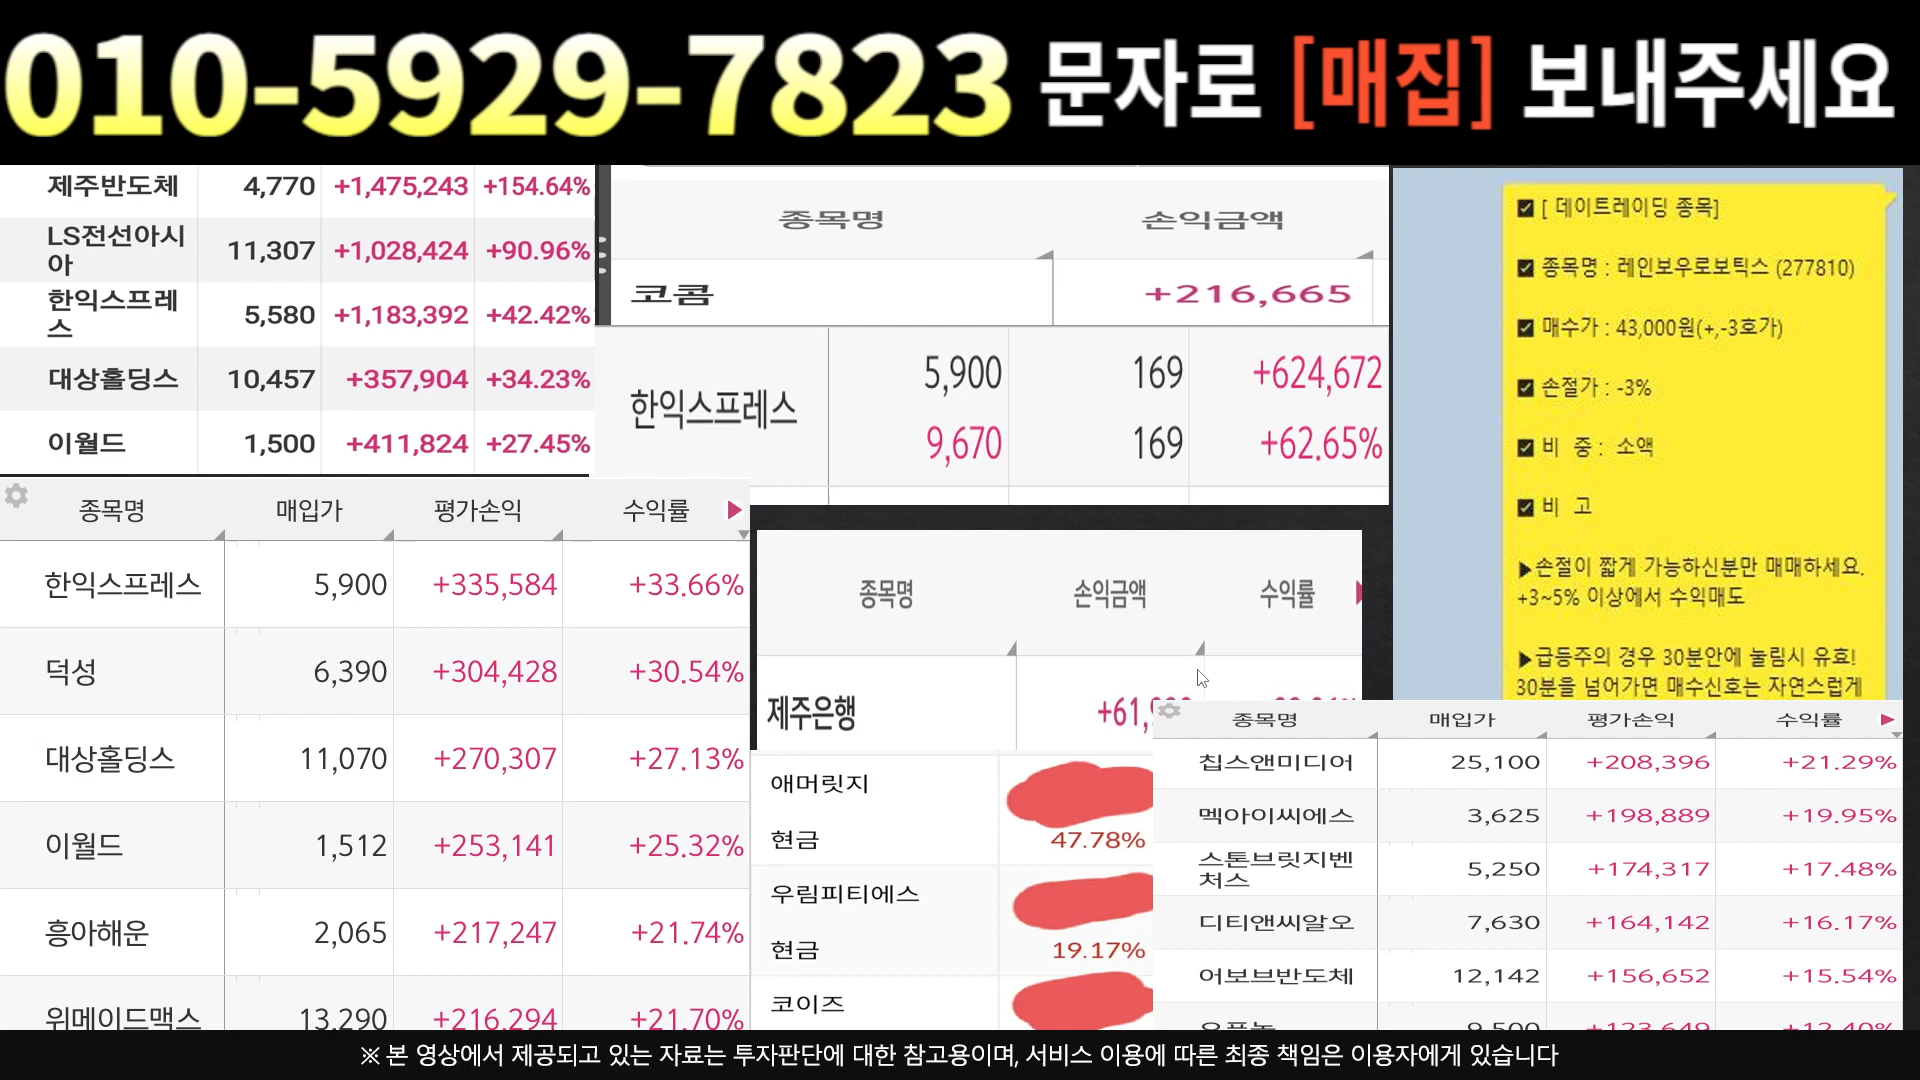 010-5929-7823 문자로 [매집] 보내주세요
제주반도체 4,770 +1,475,243 +154.64%
LS전선아시
아 11,307 +1,028,424 +90.96%
한익스프레
스 5,580 +1,183,392 +42.42%
대상홀딩스 10,457 +357,904 +34.23%
이월드 1,500 +411,824 +27.45%
종목명 손익금액
코콤 +216,665
한익스프레스
5,900 169 +624,672
9,670 169 +62.65%
[ 데이트레이딩 종목]
종목명 : 레인보우로보틱스 (277810)
매수가 : 43,000원(+,-3호가)
손절가 : -3%
비 중 : 소액
비 고
▶손절이 짧게 가능하신분만 매매하세요.
+3~5% 이상에서 수익매도
▶급등주의 경우 30분안에 눌림시 유효!
30분을 넘어가면 매수신호는 자연스럽게
종목명 매입가 평가손익 수익률
한익스프레스 5,900 +335,584 +33.66%
덕성 6,390 +304,428 +30.54%
대상홀딩스 11,070 +270,307 +27.13%
이월드 1,512 +253,141 +25.32%
흥아해운 2,065 +217,247 +21.74%
위메이드맥스 13,290 +216,294 +21.70%
종목명 손익금액 수익률
제주은행 +61,
애머릿지
현금 47.78%
우림피티에스
현금 19.17%
코이즈
종목명 매입가 평가손익 수익률
칩스앤미디어 25,100 +208,396 +21.29%
멕아이씨에스 3,625 +198,889 +19.95%
스톤브릿지벤
처스 5,250 +174,317 +17.48%
디티앤씨알오 7,630 +164,142 +16.17%
어보브반도체 12,142 +156,652 +15.54%
※ 본 영상에서 제공되고 있는 자료는 투자판단에 대한 참고용이며, 서비스 이용에 따른 최종 책임은 이용자에게 있습니다